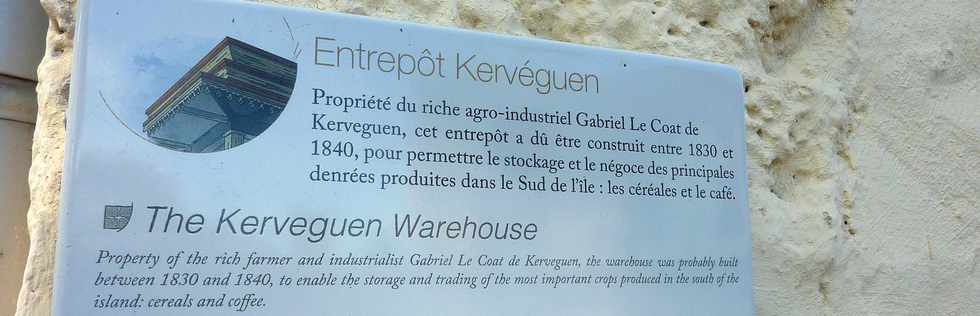 Entrepôt Kervéguen
Propriété du riche agro-industriel Gabriel Le Coat de
Kerveguen, cet entrepôt a dû être construit entre 1830 et
1840, pour permettre le stockage et le négoce des principales
denrées produites dans le Sud de l'île : les céréales et le café.
The Kerveguen Warehouse
Property of the rich farmer and industrialist Gabriel Le Coat de Kerveguen, the warehouse was probably built
between 1830 and 1840, to enable the storage and trading of the most important crops produced in the south of the
island: cereals and coffee.